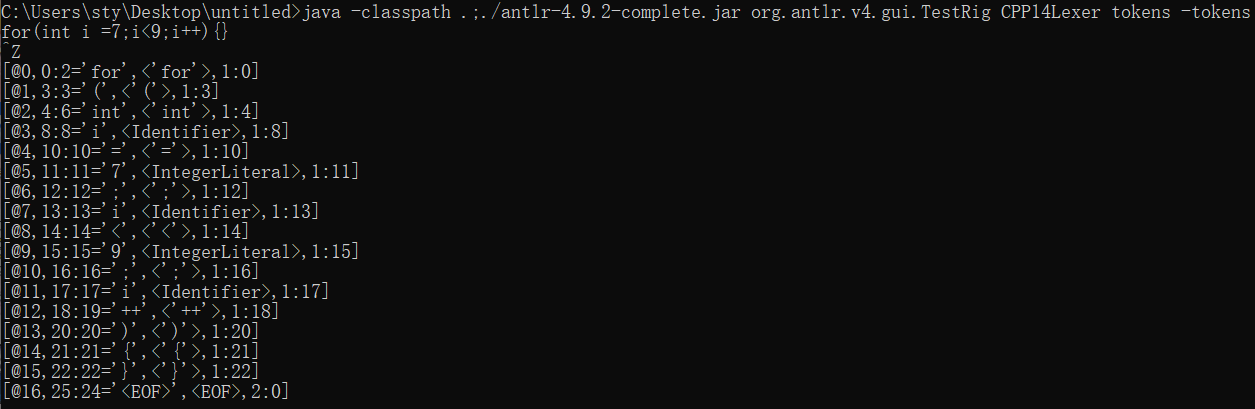 C:\Users\sty\Desktop\untitled>java -classpath .;./antlr-4.9.2-complete.jar org.antlr.v4.gui.TestRig CPP14Lexer tokens -tokens
for(int i =7;i<9;i++){}
^Z
[@0,0:2='for',<'for'>,1:0]
[@1,3:3='(',<'('>,1:3]
[@2,4:6='int',<'int'>,1:4]
[@3,8:8='i',<Identifier>,1:8]
[@4,10:10='=',<'='>,1:10]
[@5,11:11='7',<IntegerLiteral>,1:11]
[@6,12:12=';',<';'>,1:12]
[@7,13:13='i',<Identifier>,1:13]
[@8,14:14='<',<'<'>,1:14]
[@9,15:15='9',<IntegerLiteral>,1:15]
[@10,16:16=';',<';'>,1:16]
[@11,17:17='i',<Identifier>,1:17]
[@12,18:19='++',<'++'>,1:18]
[@13,20:20=')',<')'>,1:20]
[@14,21:21='{',<'{'>,1:21]
[@15,22:22='}',<'}'>,1:22]
[@16,25:24='<EOF>',<EOF>,2:0]